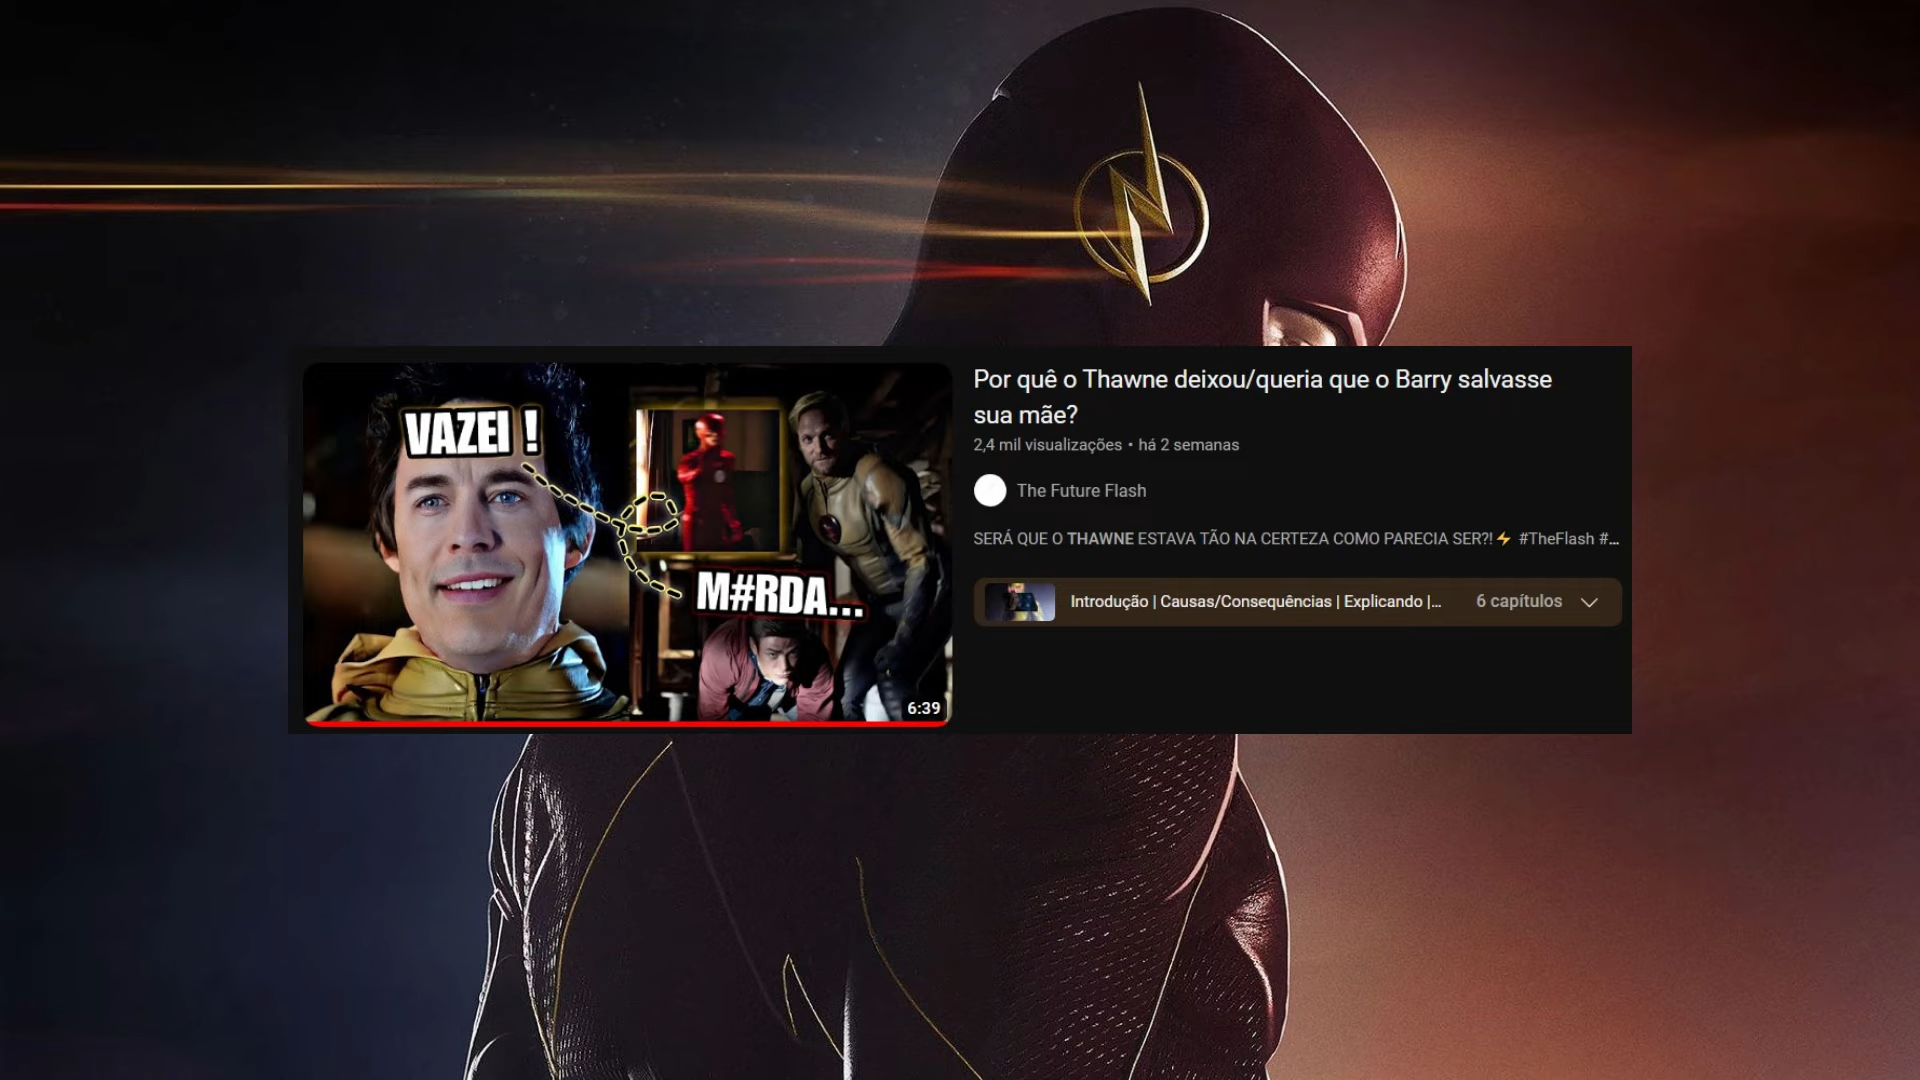 VAZEI !
M#RDA...
6:39
Por quê o Thawne deixou/queria que o Barry salvasse
sua mãe?
2,4 mil visualizações • há 2 semanas
The Future Flash
SERÁ QUE O THAWNE ESTAVA TÃO NA CERTEZA COMO PARECIA SER?!⚡ #TheFlash #...
Introdução | Causas/Consequências | Explicando |... 6 capítulos